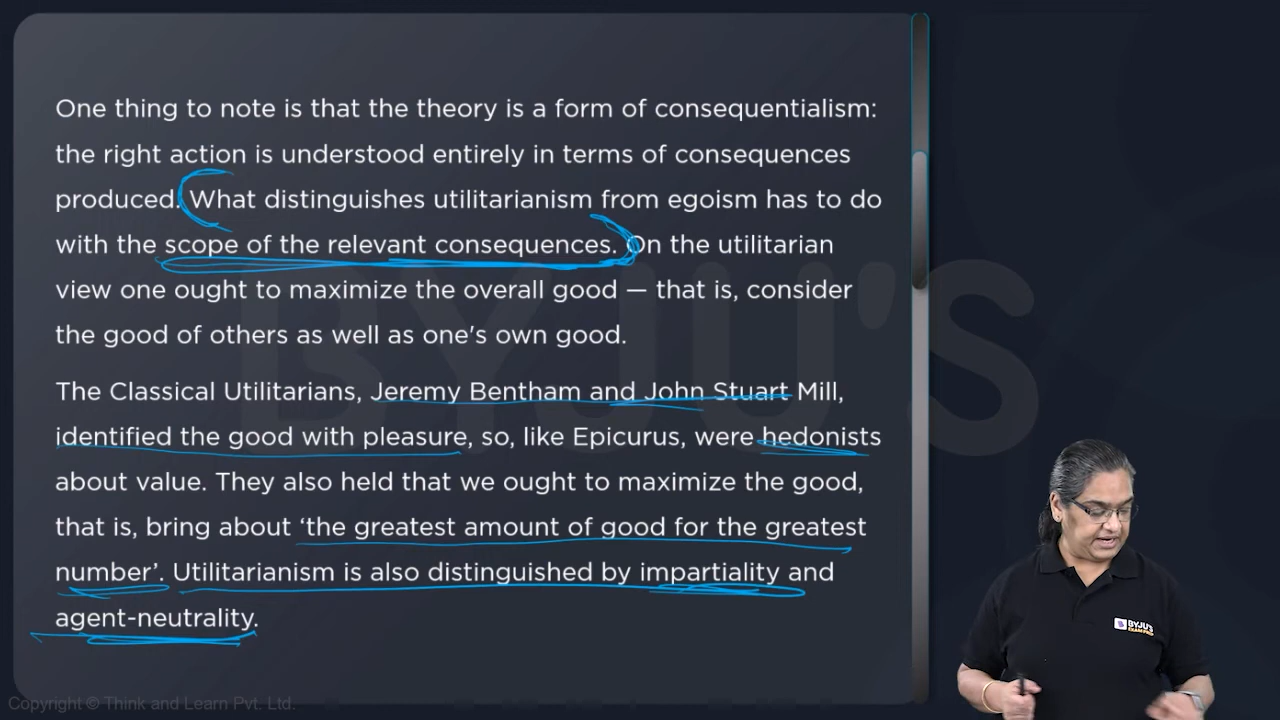 One thing to note is that the theory is a form of consequentialism:
the right action is understood entirely in terms of consequences
produced. What distinguishes utilitarianism from egoism has to do
with the scope of the relevant consequences. On the utilitarian
view one ought to maximize the overall good — that is, consider
the good of others as well as one's own good.
The Classical Utilitarians, Jeremy Bentham and John Stuart Mill,
identified the good with pleasure, so, like Epicurus, were hedonists
about value. They also held that we ought to maximize the good,
that is, bring about ‘the greatest amount of good for the greatest
number’. Utilitarianism is also distinguished by impartiality and
agent-neutrality.
BYJU'S
BYJU'S
EXAM PREP
Copyright © Think and Learn Pvt. Ltd.